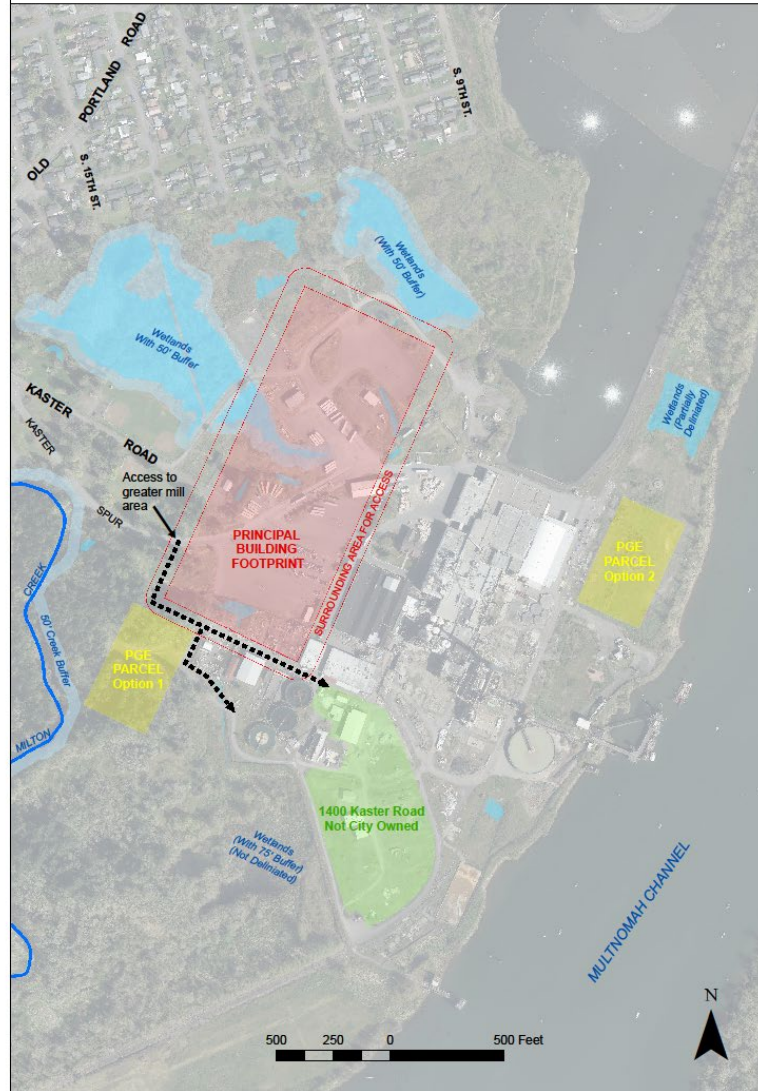 OLD
PORTLAND
ROAD
S. 15TH ST.
S. 9TH ST.
Wetlands
(With 50' Buffer)
Wetlands
With 50' Buffer
Wetlands
(Partially
Deliniated)
KASTER
ROAD
KASTER
SPUR
Access to
greater mill
area
PRINCIPAL
BUILDING
FOOTPRINT
SURROUNDING AREA FOR ACCESS
PGE
PARCEL
Option 2
PGE
PARCEL
Option 1
MILTON
CREEK
50' Creek Buffer
1400 Kaster Road
Not City Owned
Wetlands
(With 75' Buffer)
(Not Deliniated)
MULTNOMAH CHANNEL
N
500 250 0 500 Feet